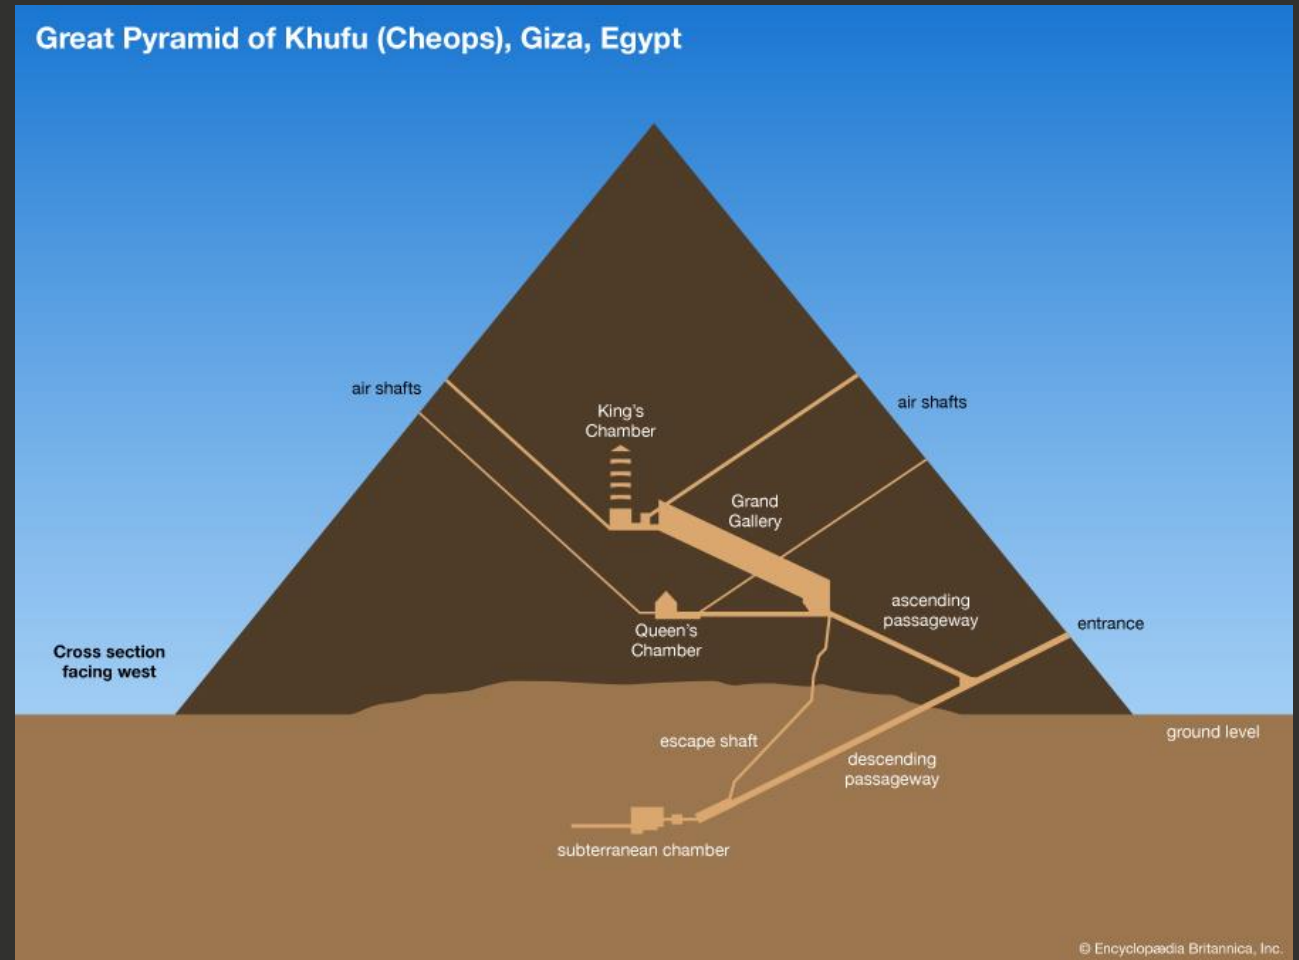 Great Pyramid of Khufu (Cheops), Giza, Egypt
air shafts
King's
Chamber
air shafts
Grand
Gallery
ascending
passageway
entrance
Queen's
Chamber
Cross section
facing west
ground level
escape shaft
descending
passageway
subterranean chamber
© Encyclopædia Britannica, Inc.